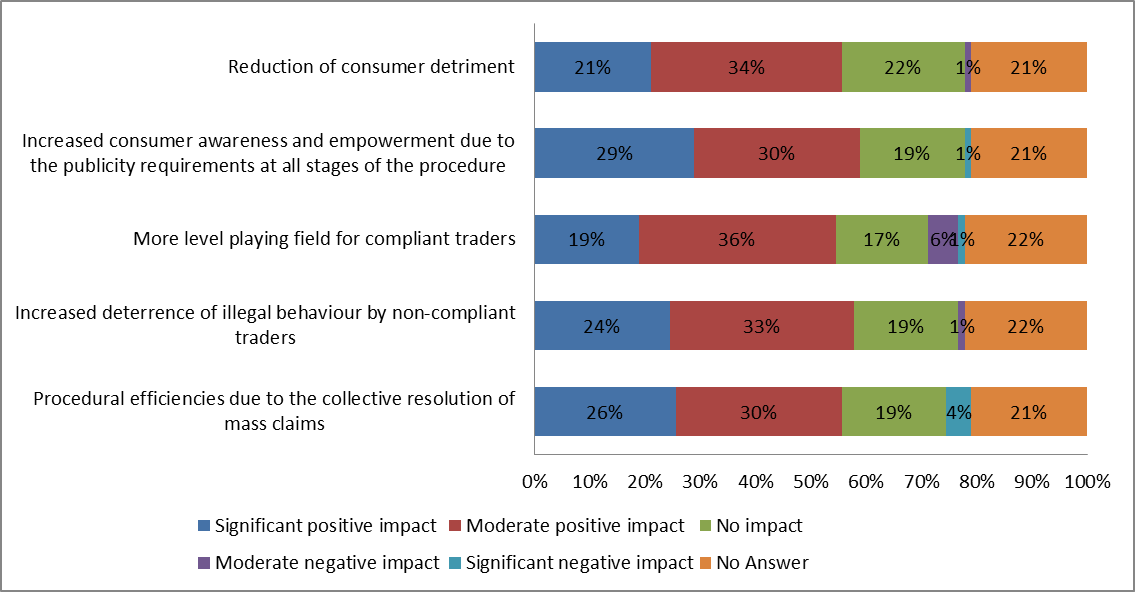 Reduction of consumer detriment
21% 34% 22% 1% 21%
Increased consumer awareness and empowerment due to
the publicity requirements at all stages of the procedure
29% 30% 19% 1% 21%
More level playing field for compliant traders
19% 36% 17% 6% 1% 22%
Increased deterrence of illegal behaviour by non-compliant
traders
24% 33% 19% 1% 22%
Procedural efficiencies due to the collective resolution of
mass claims
26% 30% 19% 4% 21%
0% 10% 20% 30% 40% 50% 60% 70% 80% 90% 100%
Significant positive impact Moderate positive impact No impact
Moderate negative impact Significant negative impact No Answer